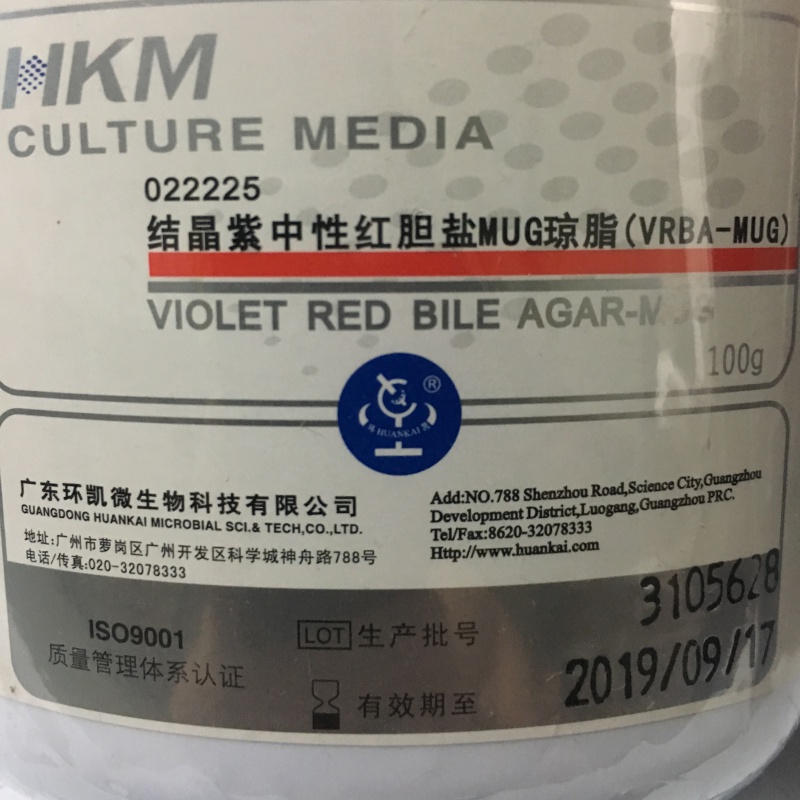 HKM
CULTURE MEDIA
022225
结晶紫中性红胆盐MUG琼脂(VRBA-MUG)
VIOLET RED BILE AGAR-MUG
100g
®
环 HUANKAI 凯
广东环凯微生物科技有限公司
GUANGDONG HUANKAI MICROBIAL SCI.& TECH,CO.,LTD.
地址:广州市萝岗区广州开发区科学城神舟路788号
电话/传真:020-32078333
Add:NO.788 Shenzhou Road,Science City,Guangzhou
Development District,Luogang,Guangzhou PRC.
Tel/Fax:8620-32078333
Http://www.huankai.com
ISO9001
质量管理体系认证
LOT 生产批号
3105628
有效期至
2019/09/17